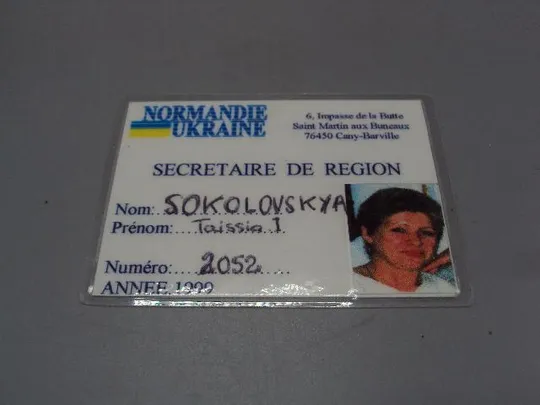 NORMANDIE
UKRAINE
6, Impasse de la Butte
Saint Martin aux Buneaux
76450 Cany-Barville
SECRETAIRE DE REGION
Nom: SOKOLOVSKYA
Prénom: Taissia I
Numéro: 2052
ANNEE 1999